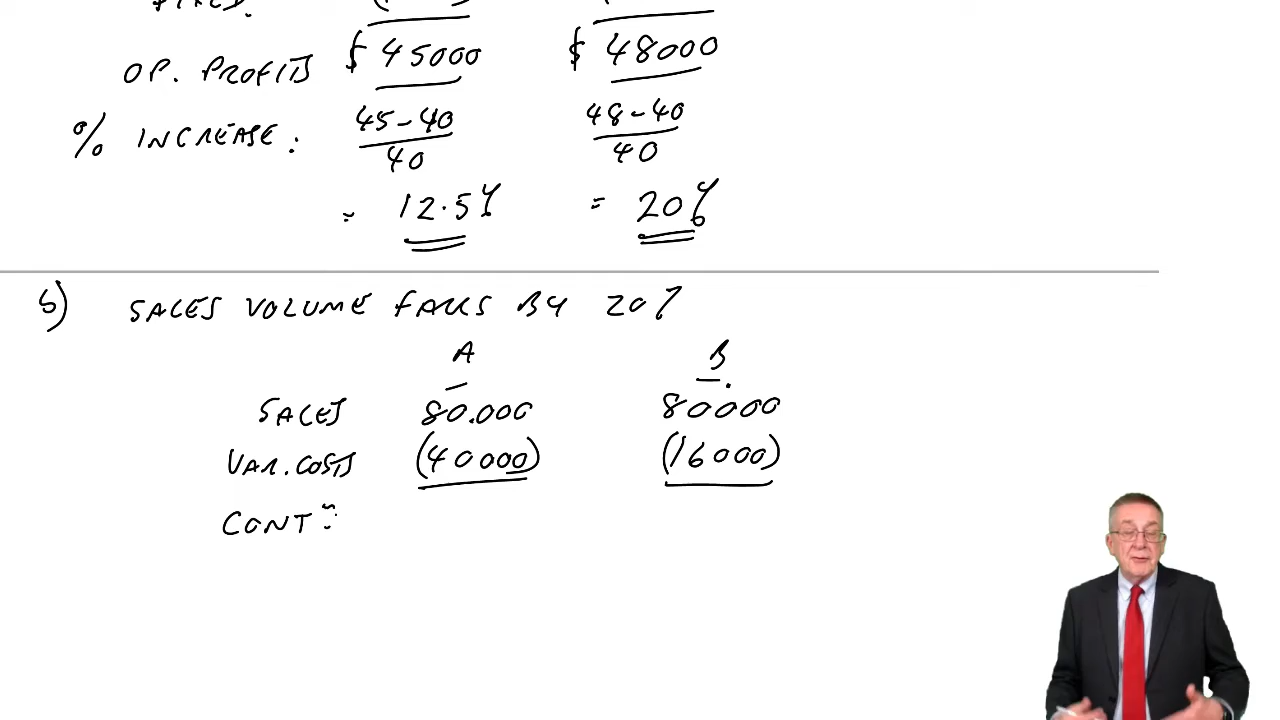 OP. PROFITS $ 45000 $ 48000
% INCREASE: 45-40/40 48-40/40
= 12.5% = 20%
b) SALES VOLUME FALLS BY 20%
A B.
SALES 80.000 80000
VAR. COSTS (40000) (16000)
CONTN: